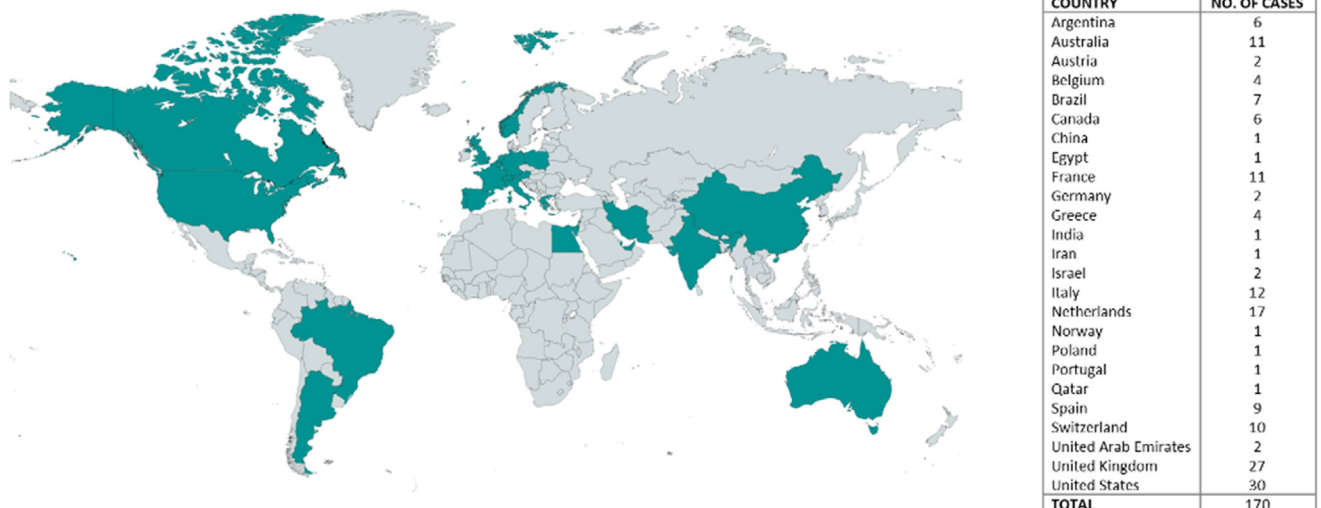 COUNTRY NO. OF CASES
Argentina 6
Australia 11
Austria 2
Belgium 4
Brazil 7
Canada 6
China 1
Egypt 1
France 11
Germany 2
Greece 4
India 1
Iran 1
Israel 2
Italy 12
Netherlands 17
Norway 1
Poland 1
Portugal 1
Qatar 1
Spain 9
Switzerland 10
United Arab Emirates 2
United Kingdom 27
United States 30
TOTAL 170